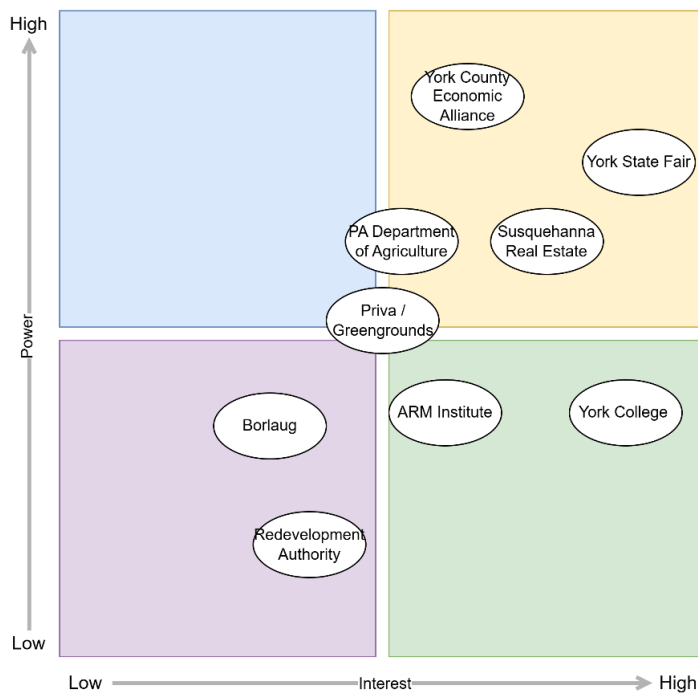 High
York County
Economic
Alliance
York State Fair
PA Department
of Agriculture
Susquehanna
Real Estate
Priva /
Greengrounds
Power
Borlaug
ARM Institute
York College
Redevelopment
Authority
Low
Low
Interest
High